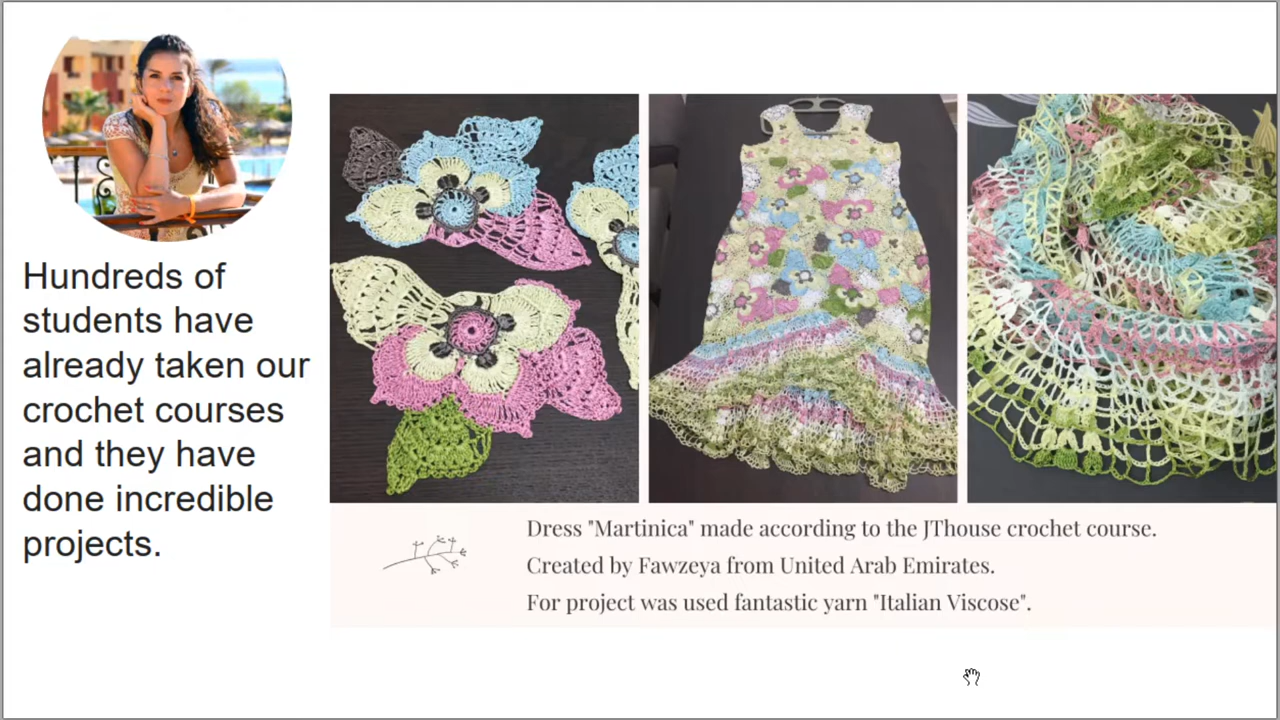 Hundreds of
students have
already taken our
crochet courses
and they have
done incredible
projects.
Dress "Martinica" made according to the JThouse crochet course.
Created by Fawzeya from United Arab Emirates.
For project was used fantastic yarn "Italian Viscose".